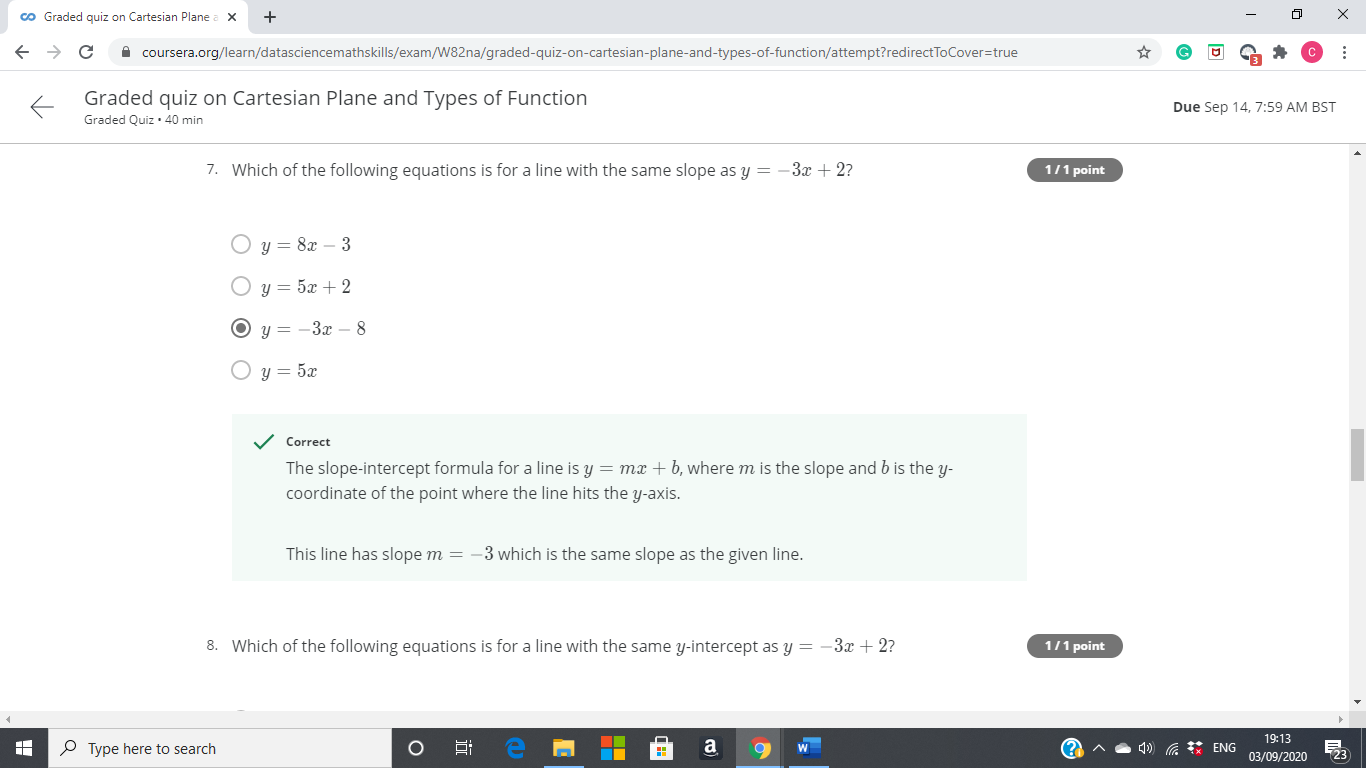 Graded quiz on Cartesian Plane a
coursera.org/learn/datasciencemathskills/exam/W82na/graded-quiz-on-cartesian-plane-and-types-of-function/attempt?redirectToCover=true
G
3
C
Graded quiz on Cartesian Plane and Types of Function
Graded Quiz • 40 min
Due Sep 14, 7:59 AM BST
7. Which of the following equations is for a line with the same slope as y = −3x + 2?
1 / 1 point
y = 8x − 3
y = 5x + 2
y = −3x − 8
y = 5x
Correct
The slope-intercept formula for a line is y = mx + b, where m is the slope and b is the y-
coordinate of the point where the line hits the y-axis.
This line has slope m = −3 which is the same slope as the given line.
8. Which of the following equations is for a line with the same y-intercept as y = −3x + 2?
1 / 1 point
Type here to search
ENG
19:13
03/09/2020
23